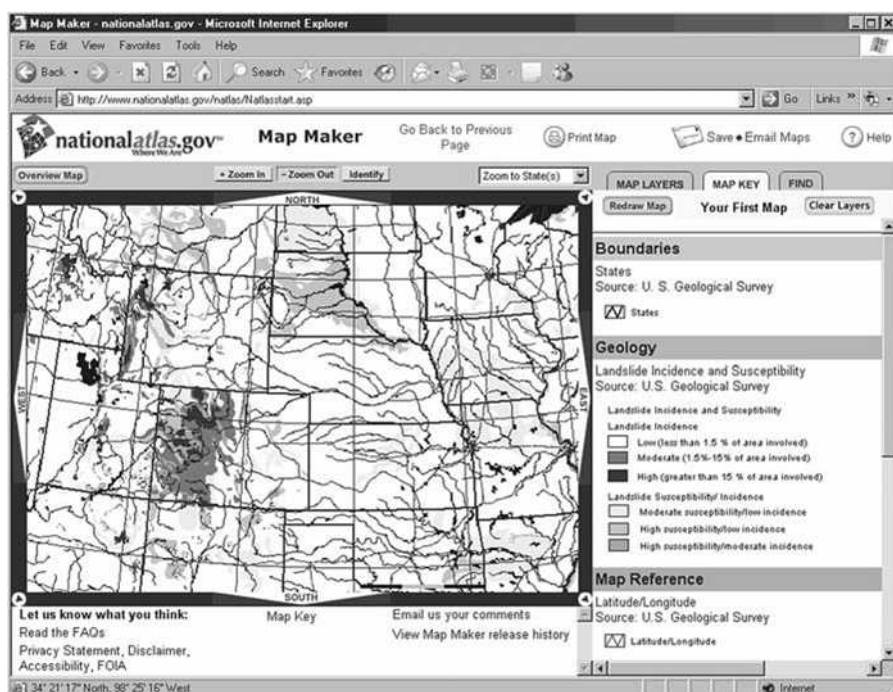 Map Maker - nationalatlas.gov - Microsoft Internet Explorer
File Edit View Favorites Tools Help
Back Search Favorites
Address http://www.nationalatlas.gov/natlas/Natlasstart.asp Go Links »
nationalatlas.gov™ Map Maker Go Back to Previous Page Print Map Save • Email Maps ? Help
Where We Are
Overview Map + Zoom In - Zoom Out Identify Zoom to State(s) MAP LAYERS MAP KEY FIND
Redraw Map Your First Map Clear Layers
NORTH
WEST
EAST
SOUTH
Boundaries
States
Source: U. S. Geological Survey
States
Geology
Landslide Incidence and Susceptibility
Source: U.S. Geological Survey
Landslide Incidence and Susceptibility
Landslide Incidence
Low (less than 1.5 % of area involved)
Moderate (1.5%-15% of area involved)
High (greater than 15 % of area involved)
Landslide Susceptibility/ Incidence
Moderate susceptibility/low incidence
High susceptibility/low incidence
High susceptibility/moderate incidence
Map Reference
Latitude/Longitude
Source: U. S. Geological Survey
Latitude/Longitude
Let us know what you think: Map Key Email us your comments
Read the FAQs View Map Maker release history
Privacy Statement, Disclaimer,
Accessibility, FOIA
34° 21' 17" North, 98° 25' 16" West Internet